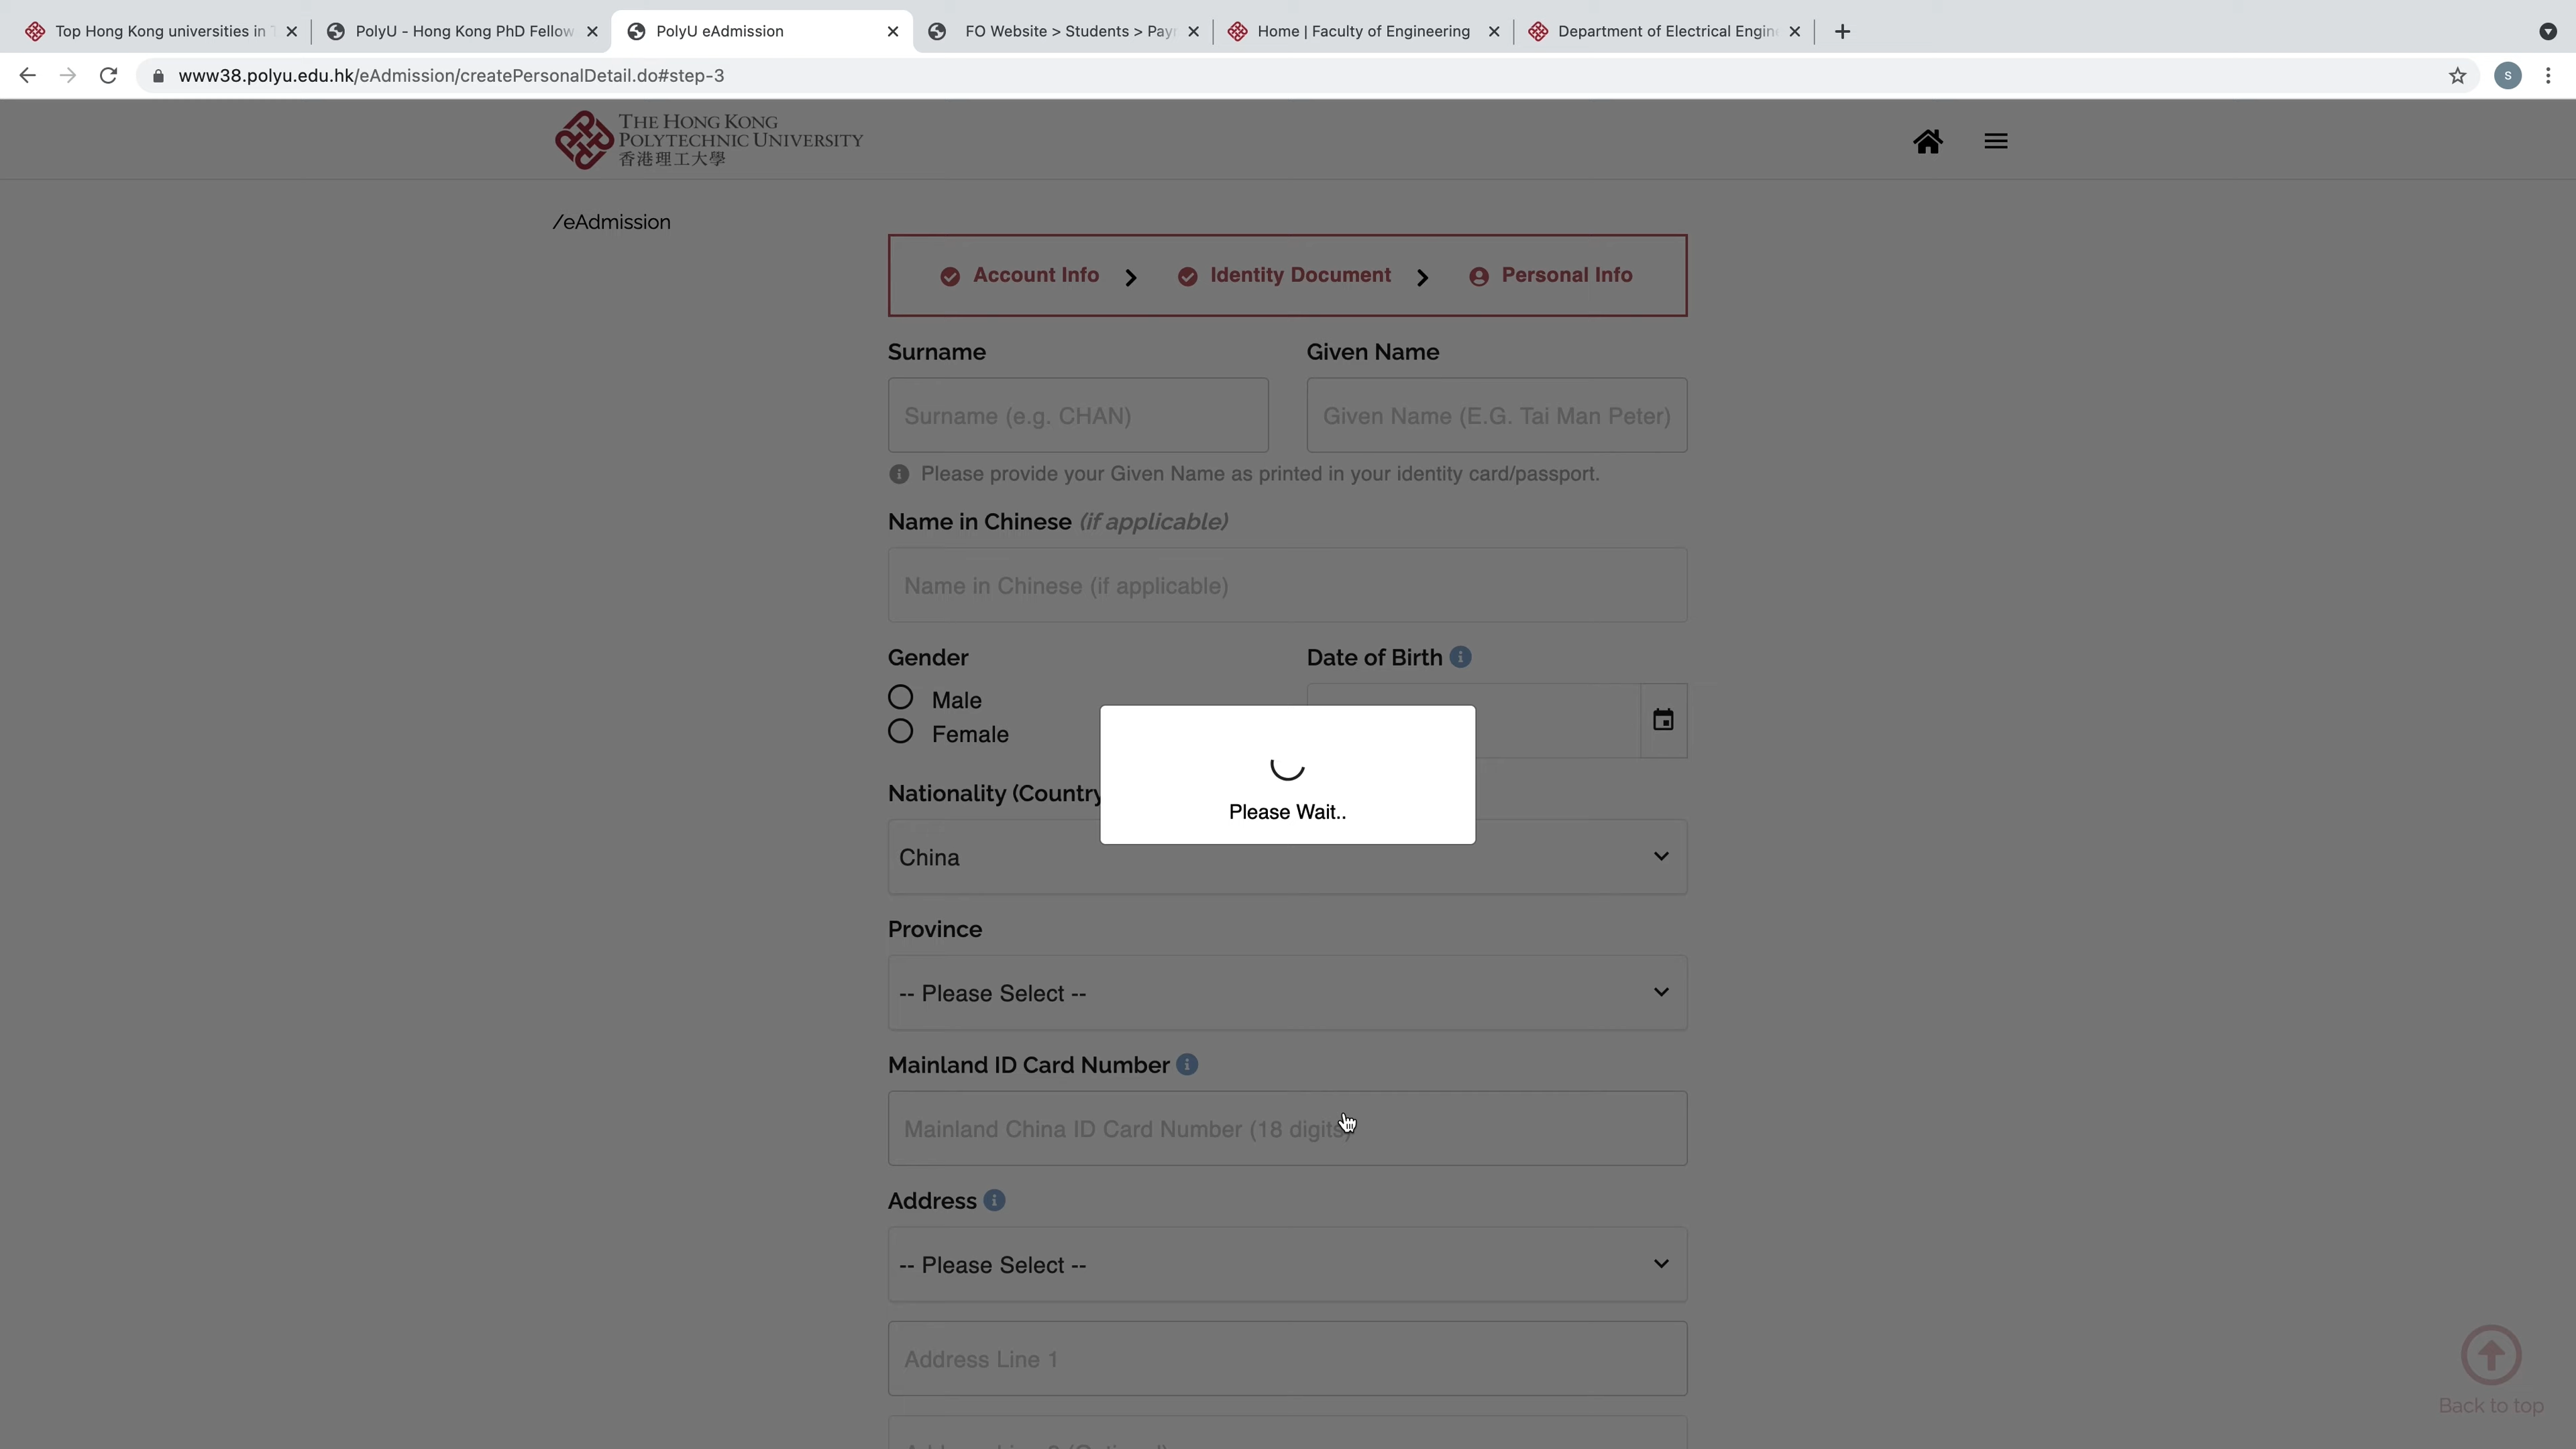 Top Hong Kong universities in
PolyU - Hong Kong PhD Fellow
PolyU eAdmission
FO Website > Students > Pay
Home | Faculty of Engineering
Department of Electrical Engin
S
www38.polyu.edu.hk/eAdmission/createPersonalDetail.do#step-3
THE HONG KONG
POLYTECHNIC UNIVERSITY
香港理工大學
/eAdmission
Account Info
Identity Document
Personal Info
Surname
Given Name
Surname (e.g. CHAN)
Given Name (E.G. Tai Man Peter)
Please provide your Given Name as printed in your identity card/passport.
Name in Chinese (if applicable)
Name in Chinese (if applicable)
Gender
Date of Birth
Male
Female
Nationality (Country
Please Wait..
China
Province
-- Please Select --
Mainland ID Card Number
Mainland China ID Card Number (18 digits)
Address
-- Please Select --
Address Line 1
Back to top